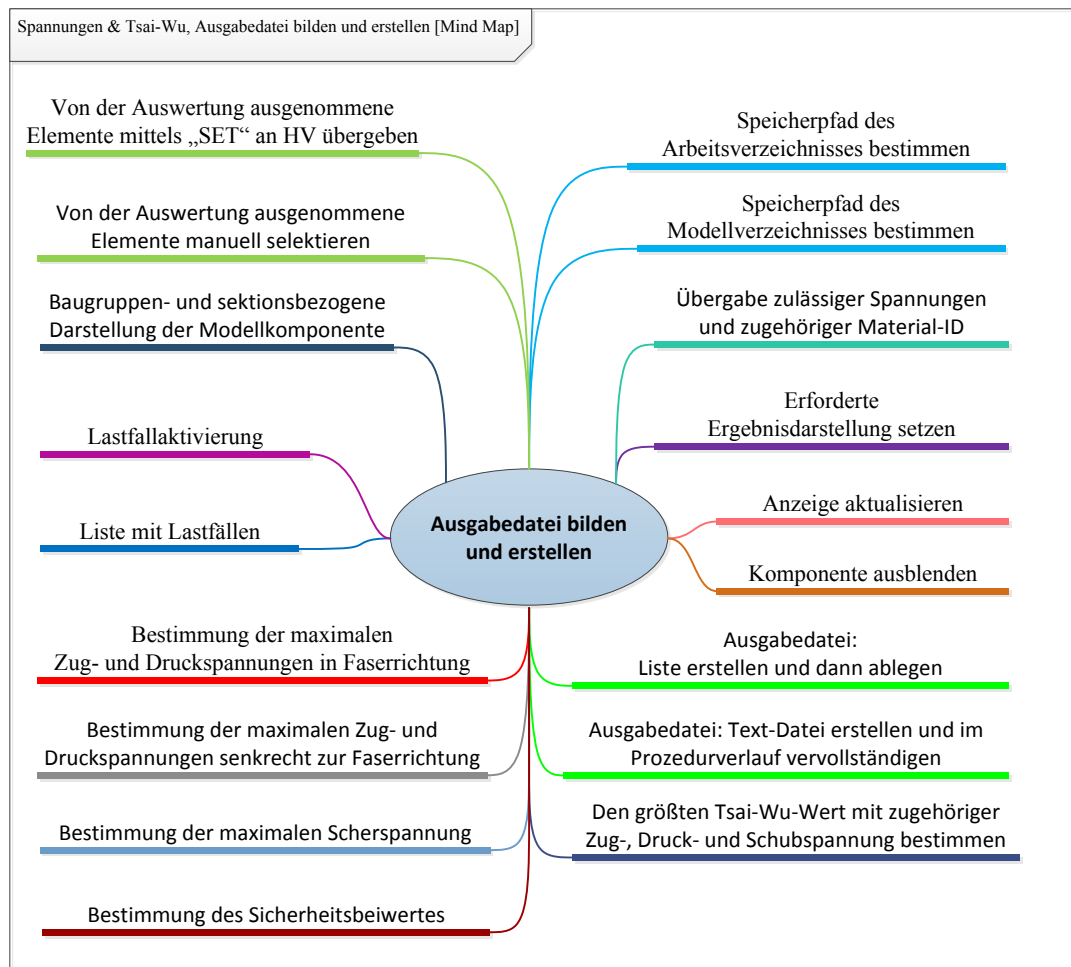 Spannungen & Tsai-Wu, Ausgabedatei bilden und erstellen [Mind Map]
Von der Auswertung ausgenommene
Elemente mittels „SET“ an HV übergeben
Von der Auswertung ausgenommene
Elemente manuell selektieren
Baugruppen- und sektionsbezogene
Darstellung der Modellkomponente
Lastfallaktivierung
Liste mit Lastfällen
Speicherpfad des
Arbeitsverzeichnisses bestimmen
Speicherpfad des
Modellverzeichnisses bestimmen
Übergabe zulässiger Spannungen
und zugehöriger Material-ID
Erforderte
Ergebnisdarstellung setzen
Anzeige aktualisieren
Komponente ausblenden
Ausgabedatei bilden
und erstellen
Bestimmung der maximalen
Zug- und Druckspannungen in Faserrichtung
Bestimmung der maximalen Zug- und
Druckspannungen senkrecht zur Faserrichtung
Bestimmung der maximalen Scherspannung
Bestimmung des Sicherheitsbeiwertes
Ausgabedatei:
Liste erstellen und dann ablegen
Ausgabedatei: Text-Datei erstellen und im
Prozedurverlauf vervollständigen
Den größten Tsai-Wu-Wert mit zugehöriger
Zug-, Druck- und Schubspannung bestimmen